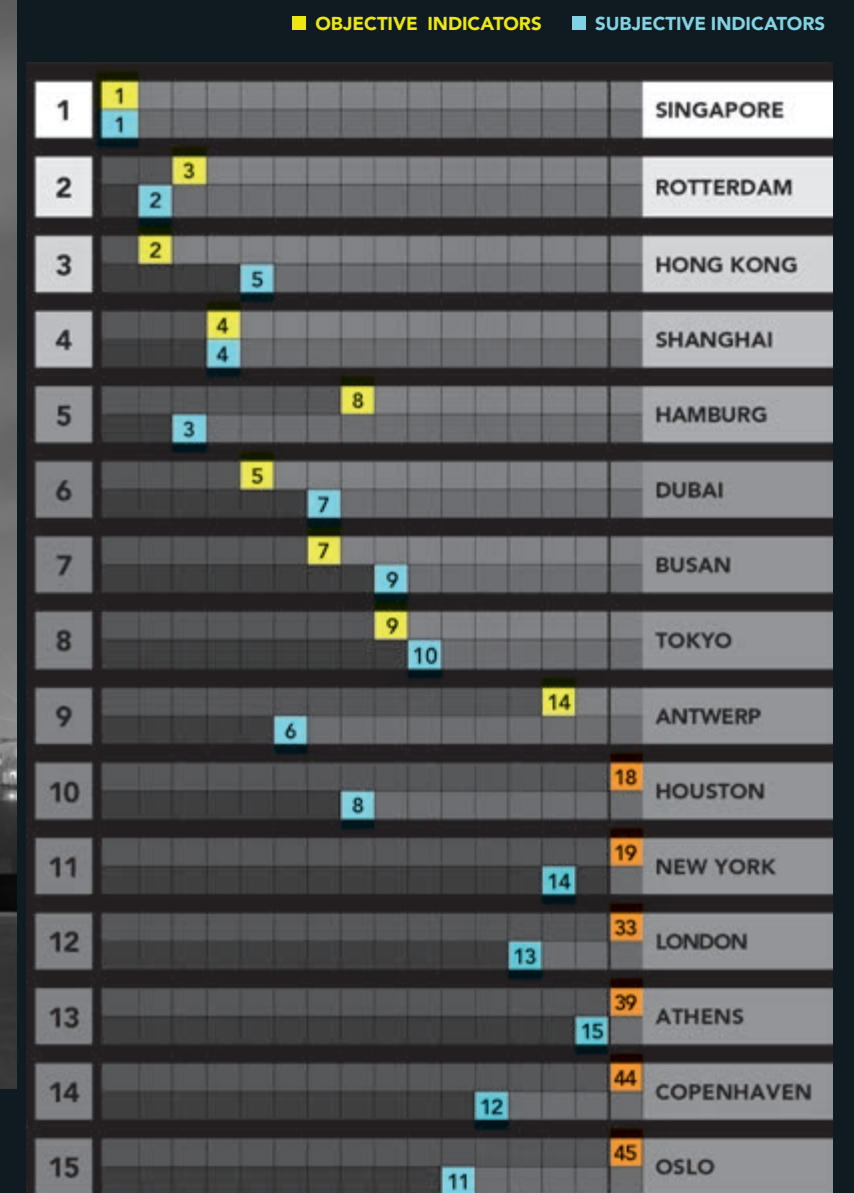 OBJECTIVE INDICATORS SUBJECTIVE INDICATORS
1 1 SINGAPORE
1
2 3 ROTTERDAM
2
3 2 HONG KONG
5
4 4 SHANGHAI
4
5 8 HAMBURG
3
6 5 DUBAI
7
7 7 BUSAN
9
8 9 TOKYO
10
9 14 ANTWERP
6
10 18 HOUSTON
8
11 19 NEW YORK
14
12 33 LONDON
13
13 39 ATHENS
15
14 44 COPENHAVEN
12
15 45 OSLO
11